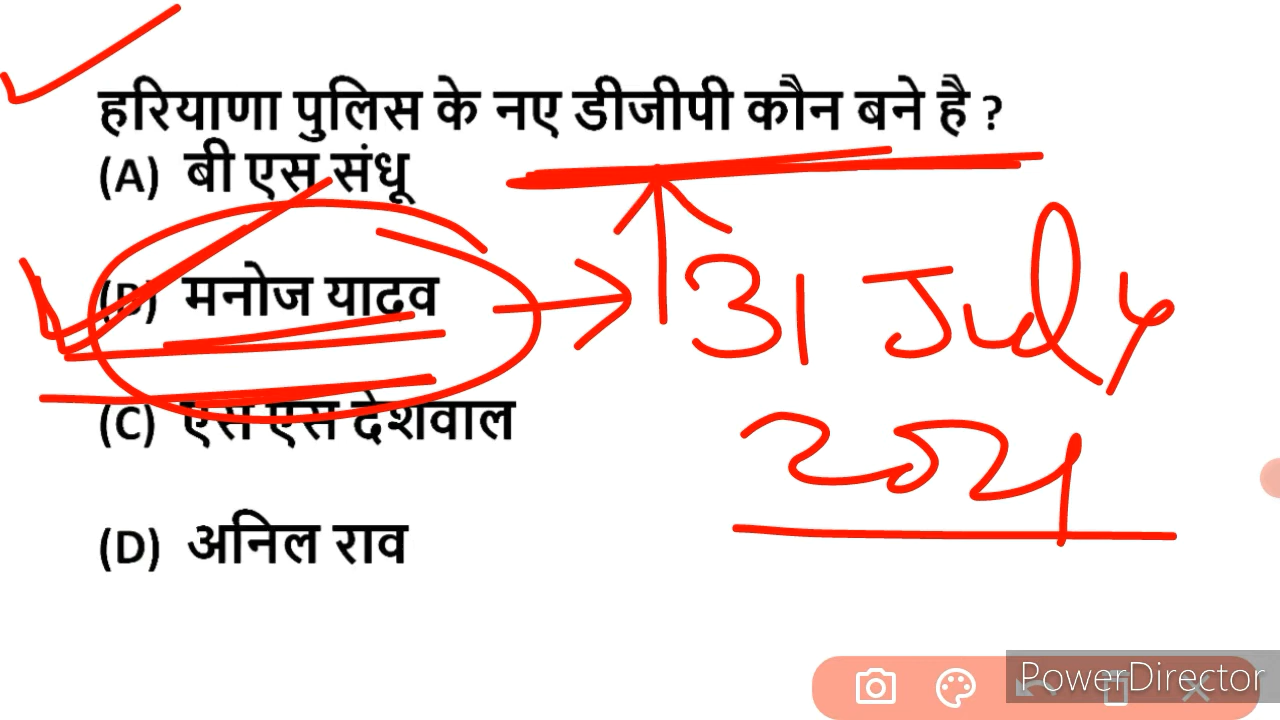 हरियाणा पुलिस के नए डीजीपी कौन बने है ?
(A) बी एस संधू
(B) मनोज यादव
31 July
(C) एस एस देशवाल
2021
(D) अनिल राव
PowerDirector